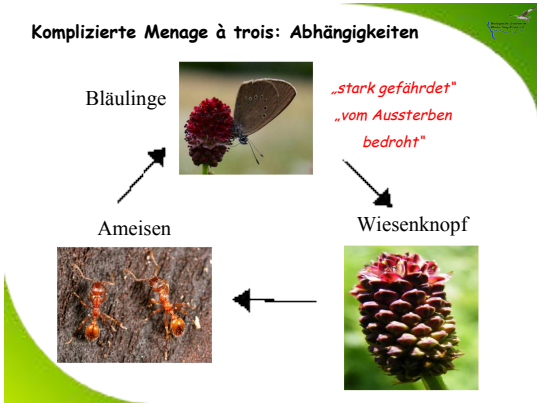 Komplizierte Menage à trois: Abhängigkeiten
Bläulinge
„stark gefährdet“
„vom Aussterben
bedroht“
Ameisen
Wiesenknopf